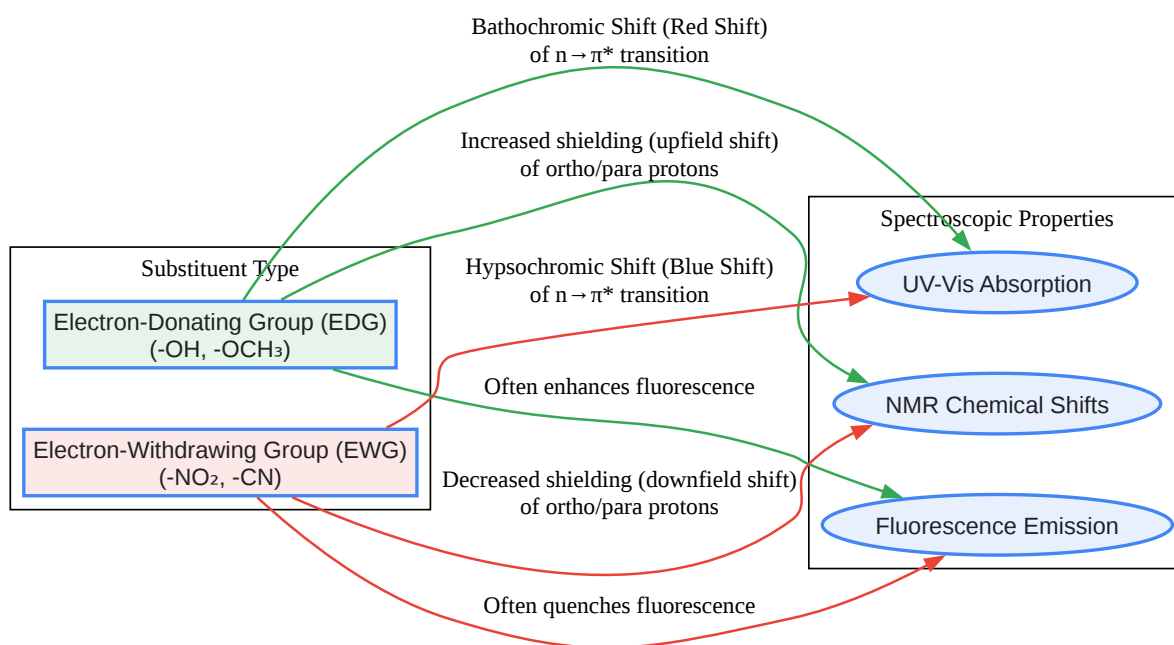 Bathochromic Shift (Red Shift)
of n→π* transition
Increased shielding (upfield shift)
of ortho/para protons
Spectroscopic Properties
Substituent Type
Hypsochromic Shift (Blue Shift)
of n→π* transition
UV-Vis Absorption
Electron-Donating Group (EDG)
(-OH, -OCH₃)
Often enhances fluorescence
NMR Chemical Shifts
Electron-Withdrawing Group (EWG)
(-NO₂, -CN)
Decreased shielding (downfield shift)
of ortho/para protons
Fluorescence Emission
Often quenches fluorescence